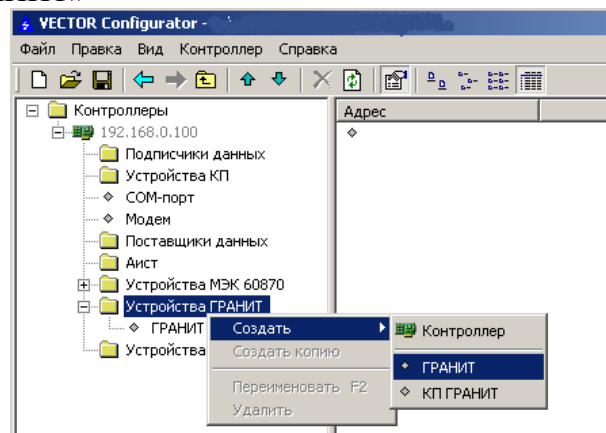 VECTOR Configurator -
Файл Правка Вид Контроллер Справка
Контроллеры
Адрес
192.168.0.100
Подписчики данных
Устройства КП
COM-порт
Модем
Поставщики данных
Аист
Устройства МЭК 60870
Устройства ГРАНИТ
ГРАНИТ
Устройства
Создать
Создать копию
Переименовать F2
Удалить
Контроллер
ГРАНИТ
КП ГРАНИТ